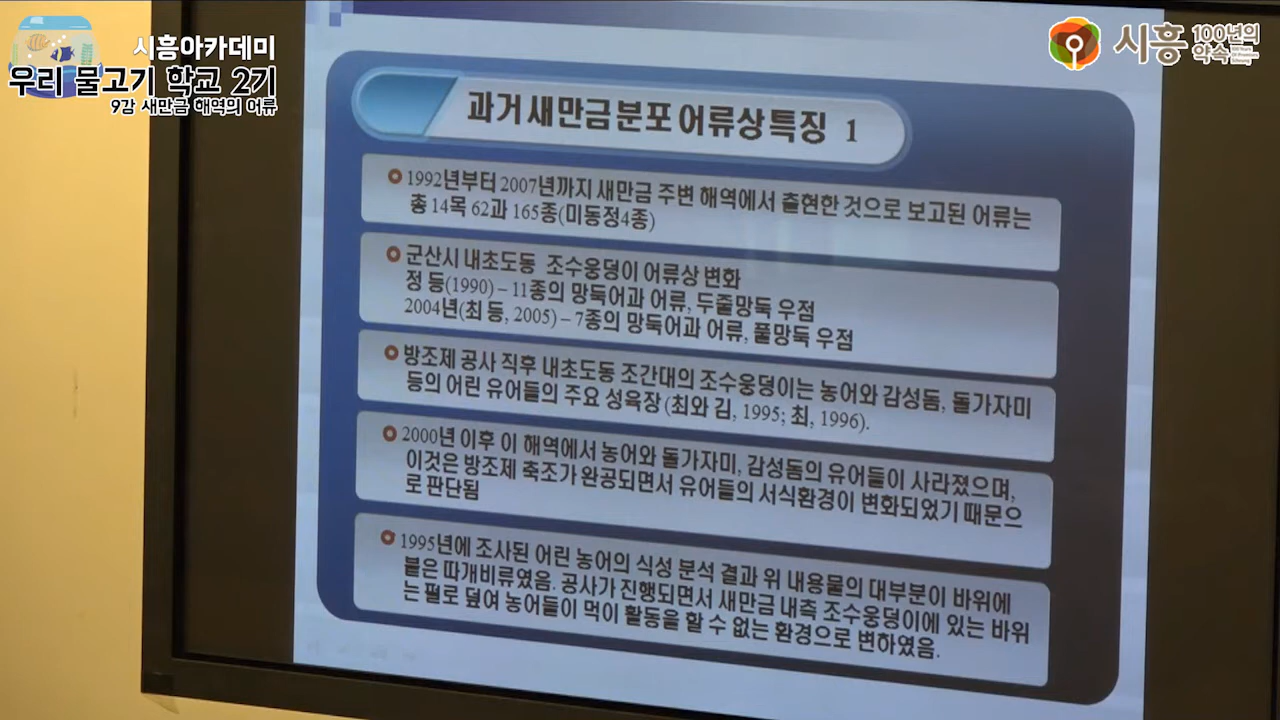 시흥아카데미
우리 물고기 학교 2기
9강 새만금 해역의 어류
시흥 100년의
약속
과거 새만금 분포 어류상 특징 1
1992년부터 2007년까지 새만금 주변 해역에서 출현한 것으로 보고된 어류는
총 14목 62과 165종(미동정4종)
군산시 내초도동 조수웅덩이 어류상 변화
정 등(1990) – 11종의 망둑어과 어류, 두줄망둑 우점
2004년(최 등, 2005) – 7종의 망둑어과 어류, 풀망둑 우점
방조제 공사 직후 내초도동 조간대의 조수웅덩이는 농어와 감성돔, 돌가자미
등의 어린 유어들의 주요 성육장 (최와 김, 1995; 최, 1996).
2000년 이후 이 해역에서 농어와 돌가자미, 감성돔의 유어들이 사라졌으며,
이것은 방조제 축조가 완공되면서 유어들의 서식환경이 변화되었기 때문으
로 판단됨
1995년에 조사된 어린 농어의 식성 분석 결과 위 내용물의 대부분이 바위에
붙은 따개비류였음. 공사가 진행되면서 새만금 내측 조수웅덩이에 있는 바위
는 펄로 덮여 농어들이 먹이 활동을 할 수 없는 환경으로 변하였음.